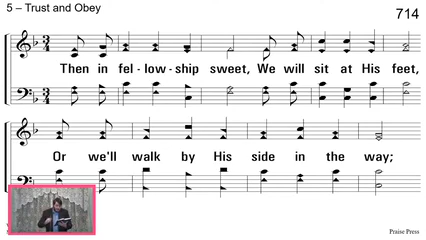 5 – Trust and Obey
714
Then in fel - low - ship sweet, We will sit at His feet,
Or we'll walk by His side in the way;
Praise Press